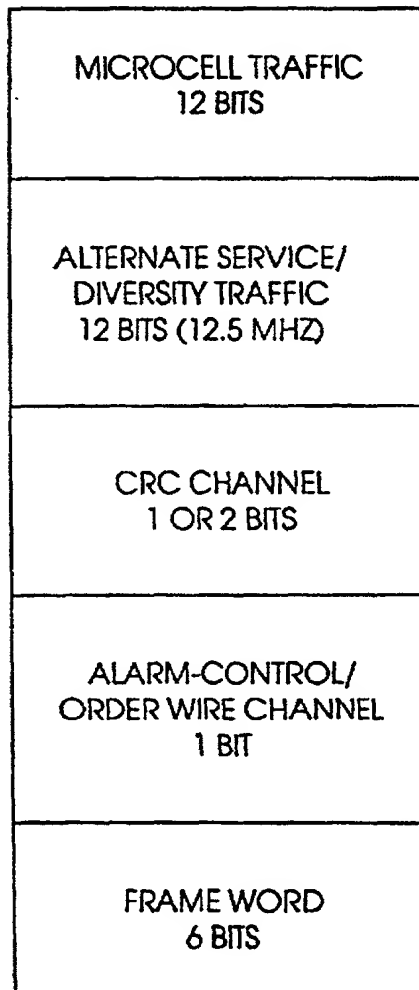 MICROCELL TRAFFIC
12 BITS
ALTERNATE SERVICE/
DIVERSITY TRAFFIC
12 BITS (12.5 MHZ)
CRC CHANNEL
1 OR 2 BITS
ALARM-CONTROL/
ORDER WIRE CHANNEL
1 BIT
FRAME WORD
6 BITS